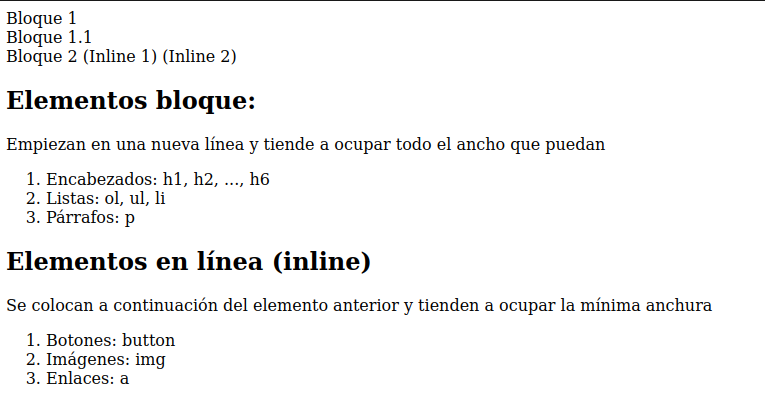 Bloque 1
Bloque 1.1
Bloque 2 (Inline 1) (Inline 2)
Elementos bloque:
Empiezan en una nueva línea y tiende a ocupar todo el ancho que puedan
1. Encabezados: h1, h2, ..., h6
2. Listas: ol, ul, li
3. Párrafos: p
Elementos en línea (inline)
Se colocan a continuación del elemento anterior y tienden a ocupar la mínima anchura
1. Botones: button
2. Imágenes: img
3. Enlaces: a